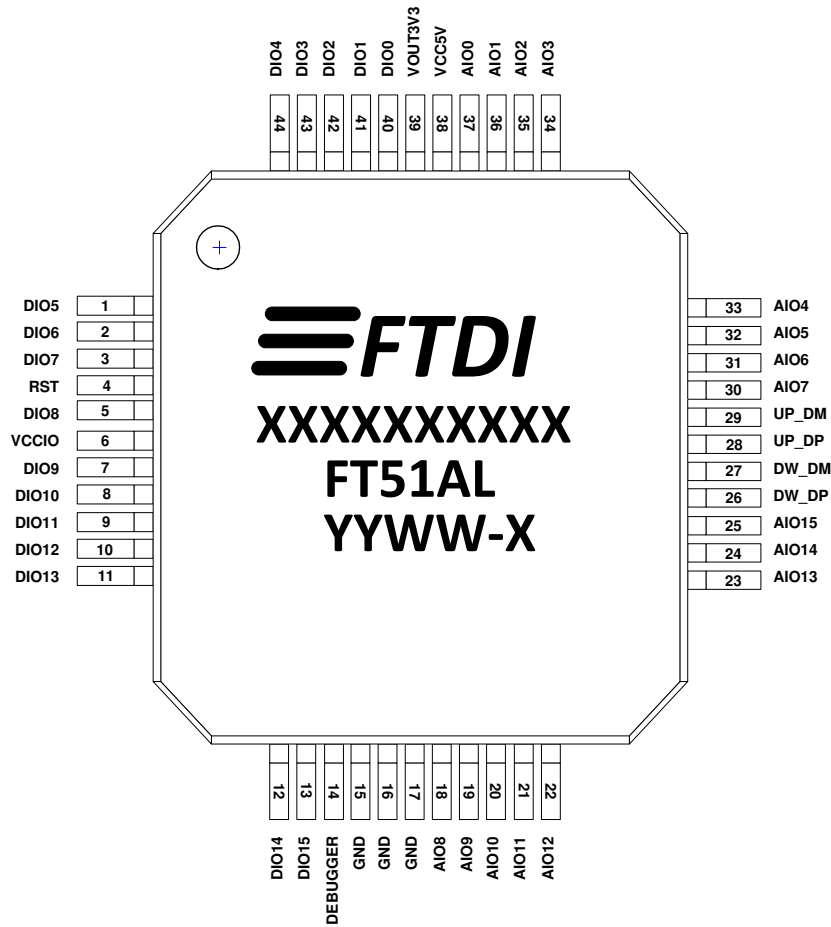 DIO4 DIO3 DIO2 DIO1 DIO0 VOUT3V3 VCC5V AIO0 AIO1 AIO2 AIO3
44 43 42 41 40 39 38 37 36 35 34
DIO5 1
DIO6 2
DIO7 3
RST 4
DIO8 5
VCCIO 6
DIO9 7
DIO10 8
DIO11 9
DIO12 10
DIO13 11
FTDI
XXXXXXXXXX
FT51AL
YYWW-X
33 AIO4
32 AIO5
31 AIO6
30 AIO7
29 UP_DM
28 UP_DP
27 DW_DM
26 DW_DP
25 AIO15
24 AIO14
23 AIO13
12 13 14 15 16 17 18 19 20 21 22
DIO14 DIO15 DEBUGGER GND GND GND AIO8 AIO9 AIO10 AIO11 AIO12